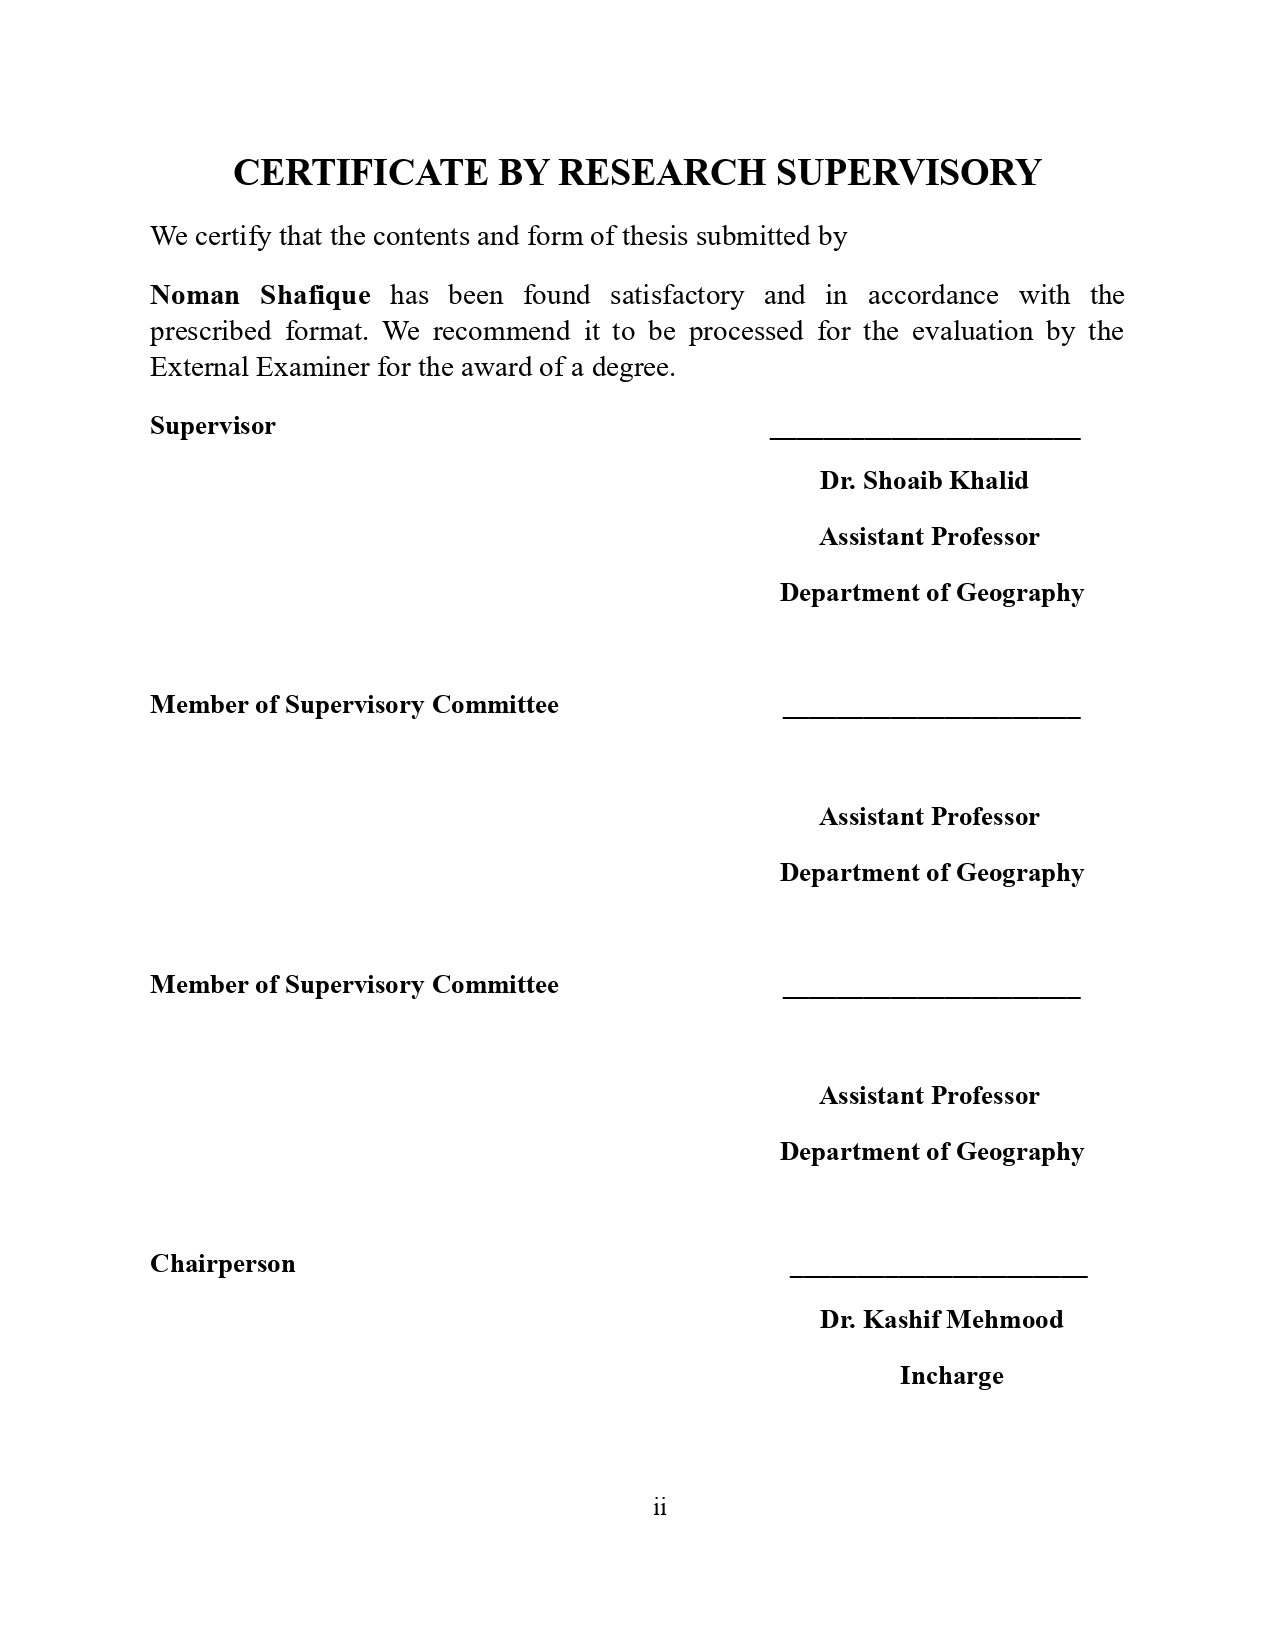 CERTIFICATE BY RESEARCH SUPERVISORY
We certify that the contents and form of thesis submitted by
Noman Shafique has been found satisfactory and in accordance with the
prescribed format. We recommend it to be processed for the evaluation by the
External Examiner for the award of a degree.
Supervisor _______________________
Dr. Shoaib Khalid
Assistant Professor
Department of Geography
Member of Supervisory Committee ______________________
Assistant Professor
Department of Geography
Member of Supervisory Committee ______________________
Assistant Professor
Department of Geography
Chairperson ______________________
Dr. Kashif Mehmood
Incharge
ii